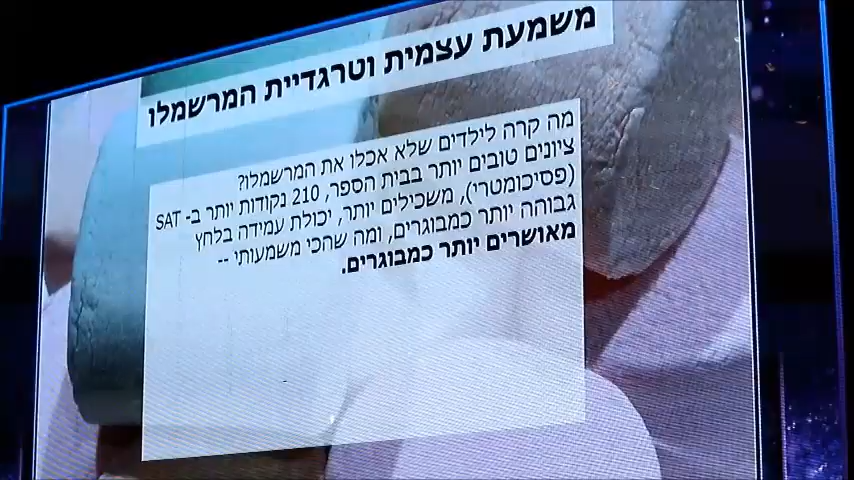 משמעת עצמית וטרגדיית המרשמלו
מה קרה לילדים שלא אכלו את המרשמלו?
ציונים טובים יותר בבית הספר, 210 נקודות יותר ב- SAT
(פסיכומטרי), משכילים יותר, יכולת עמידה בלחץ
גבוהה יותר כמבוגרים, ומה שהכי משמעותי --
מאושרים יותר כמבוגרים.